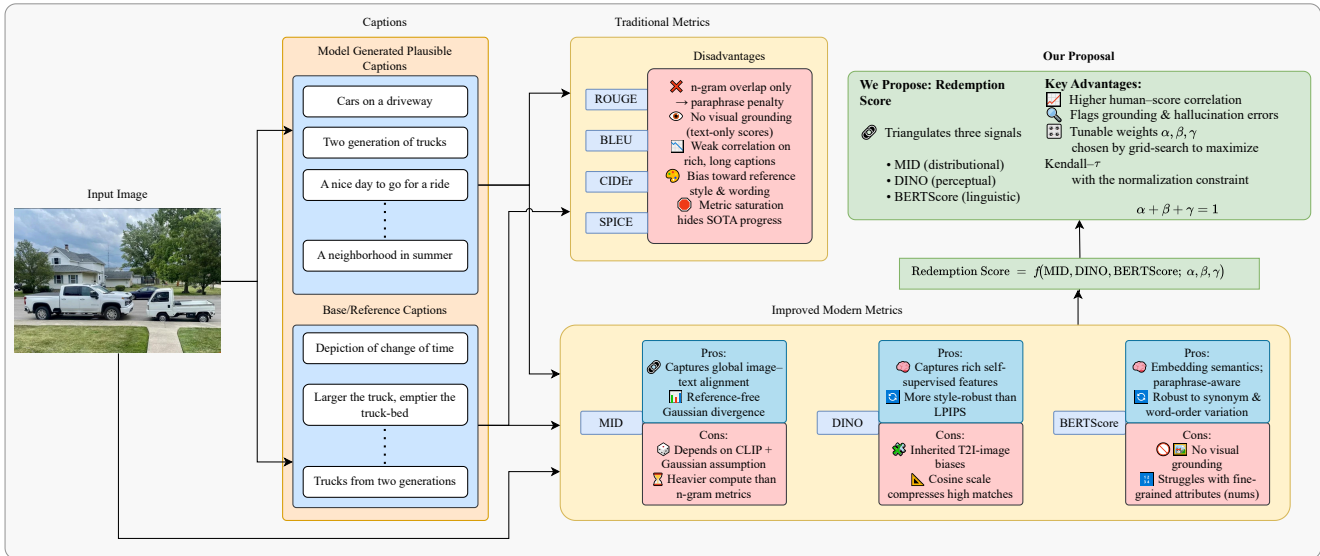 Captions
Traditional Metrics
Model Generated Plausible
Captions
Cars on a driveway
Two generation of trucks
A nice day to go for a ride
A neighborhood in summer
Base/Reference Captions
Depiction of change of time
Larger the truck, emptier the
truck-bed
Trucks from two generations
Input Image
Disadvantages
ROUGE
BLEU
CIDEr
SPICE
n-gram overlap only
→ paraphrase penalty
No visual grounding
(text-only scores)
Weak correlation on
rich, long captions
Bias toward reference
style & wording
Metric saturation
hides SOTA progress
Our Proposal
We Propose: Redemption
Score
Triangulates three signals
• MID (distributional)
• DINO (perceptual)
• BERTScore (linguistic)
Key Advantages:
Higher human–score correlation
Flags grounding & hallucination errors
Tunable weights α, β, γ
chosen by grid-search to maximize
Kendall–τ
with the normalization constraint
α + β + γ = 1
Redemption Score = f(MID, DINO, BERTScore; α, β, γ)
Improved Modern Metrics
MID
Pros:
Captures global image–
text alignment
Reference-free
Gaussian divergence
Cons:
Depends on CLIP +
Gaussian assumption
Heavier compute than
n-gram metrics
DINO
Pros:
Captures rich self-
supervised features
More style-robust than
LPIPS
Cons:
Inherited T2I-image
biases
Cosine scale
compresses high matches
BERTScore
Pros:
Embedding semantics;
paraphrase-aware
Robust to synonym &
word-order variation
Cons:
No visual
grounding
Struggles with fine-
grained attributes (nums)